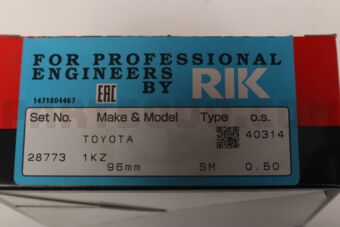 FOR PROFESSIONAL
ENGINEERS
BY RIK
1471804467
EAC
Set No. Make & Model Type o.s.
TOYOTA 40314
28773 1KZ
96mm SM 0.50